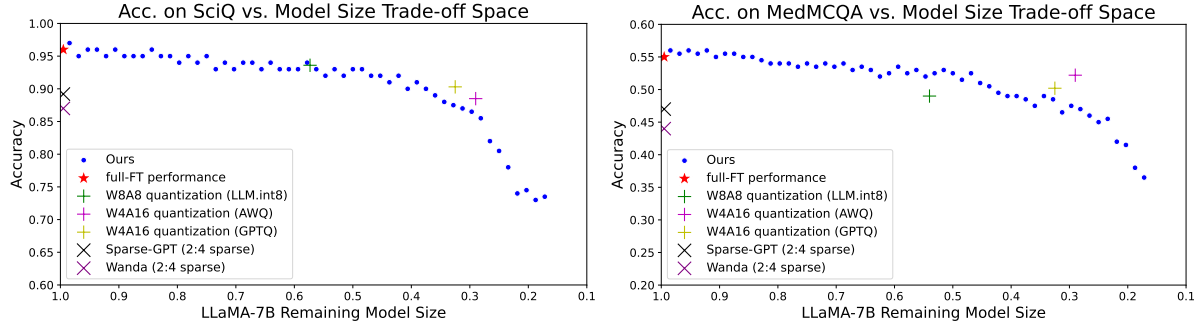 Acc. on SciQ vs. Model Size Trade-off Space
1.00
0.95
0.90
0.85
0.80
0.75
0.70
0.65
0.60
Accuracy
Ours
full-FT performance
W8A8 quantization (LLM.int8)
W4A16 quantization (AWQ)
W4A16 quantization (GPTQ)
Sparse-GPT (2:4 sparse)
Wanda (2:4 sparse)
1.0 0.9 0.8 0.7 0.6 0.5 0.4 0.3 0.2 0.1
LLaMA-7B Remaining Model Size
Acc. on MedMCQA vs. Model Size Trade-off Space
0.60
0.55
0.50
0.45
0.40
0.35
0.30
0.25
0.20
Accuracy
Ours
full-FT performance
W8A8 quantization (LLM.int8)
W4A16 quantization (AWQ)
W4A16 quantization (GPTQ)
Sparse-GPT (2:4 sparse)
Wanda (2:4 sparse)
1.0 0.9 0.8 0.7 0.6 0.5 0.4 0.3 0.2 0.1
LLaMA-7B Remaining Model Size